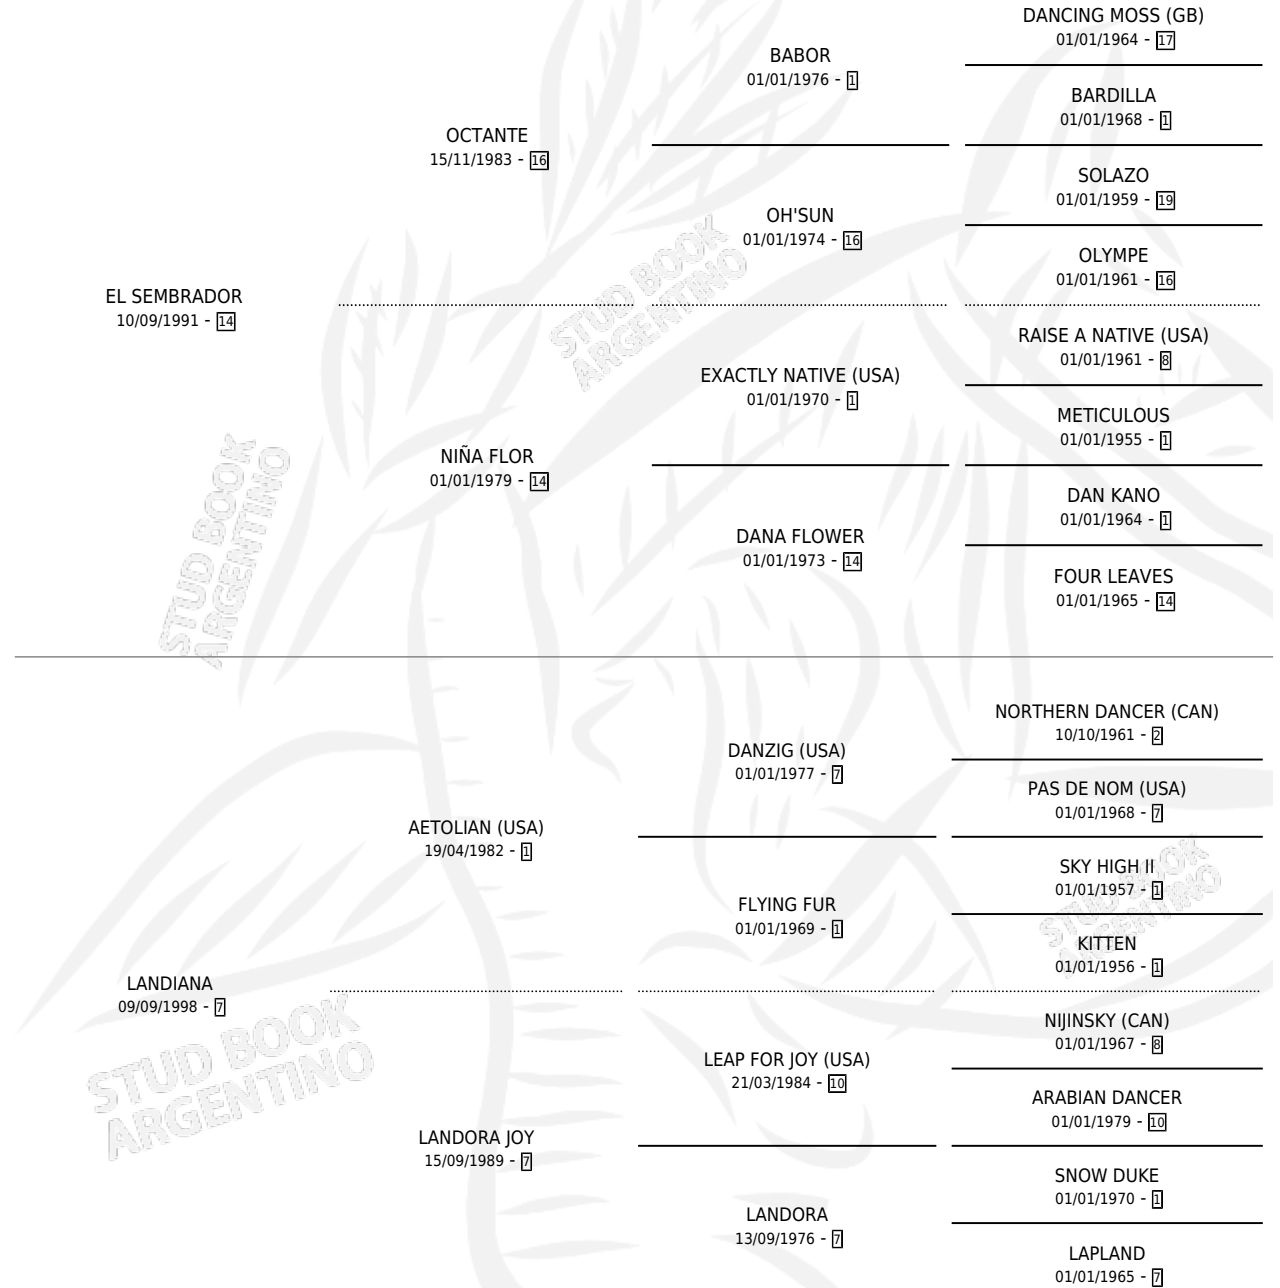 DANCING MOSS (GB)
01/01/1964 - 17
BABOR
01/01/1976 - 1
BARDILLA
01/01/1968 - 1
OCTANTE
15/11/1983 - 16
SOLAZO
01/01/1959 - 19
OH'SUN
01/01/1974 - 16
OLYMPE
01/01/1961 - 16
EL SEMBRADOR
10/09/1991 - 14
RAISE A NATIVE (USA)
01/01/1961 - 8
EXACTLY NATIVE (USA)
01/01/1970 - 1
METICULOUS
01/01/1955 - 1
NIÑA FLOR
01/01/1979 - 14
DAN KANO
01/01/1964 - 1
DANA FLOWER
01/01/1973 - 14
FOUR LEAVES
01/01/1965 - 14
NORTHERN DANCER (CAN)
10/10/1961 - 2
DANZIG (USA)
01/01/1977 - 7
PAS DE NOM (USA)
01/01/1968 - 7
AETOLIAN (USA)
19/04/1982 - 1
SKY HIGH II
01/01/1957 - 1
FLYING FUR
01/01/1969 - 1
KITTEN
01/01/1956 - 1
LANDIANA
09/09/1998 - 7
NIJINSKY (CAN)
01/01/1967 - 8
LEAP FOR JOY (USA)
21/03/1984 - 10
ARABIAN DANCER
01/01/1979 - 10
LANDORA JOY
15/09/1989 - 7
SNOW DUKE
01/01/1970 - 1
LANDORA
13/09/1976 - 7
LAPLAND
01/01/1965 - 7
STUD BOOK
ARGENTINO
STUD BOOK
ARGENTINO
STUD BOOK
ARGENTINO
STUD BOOK
ARGENTINO